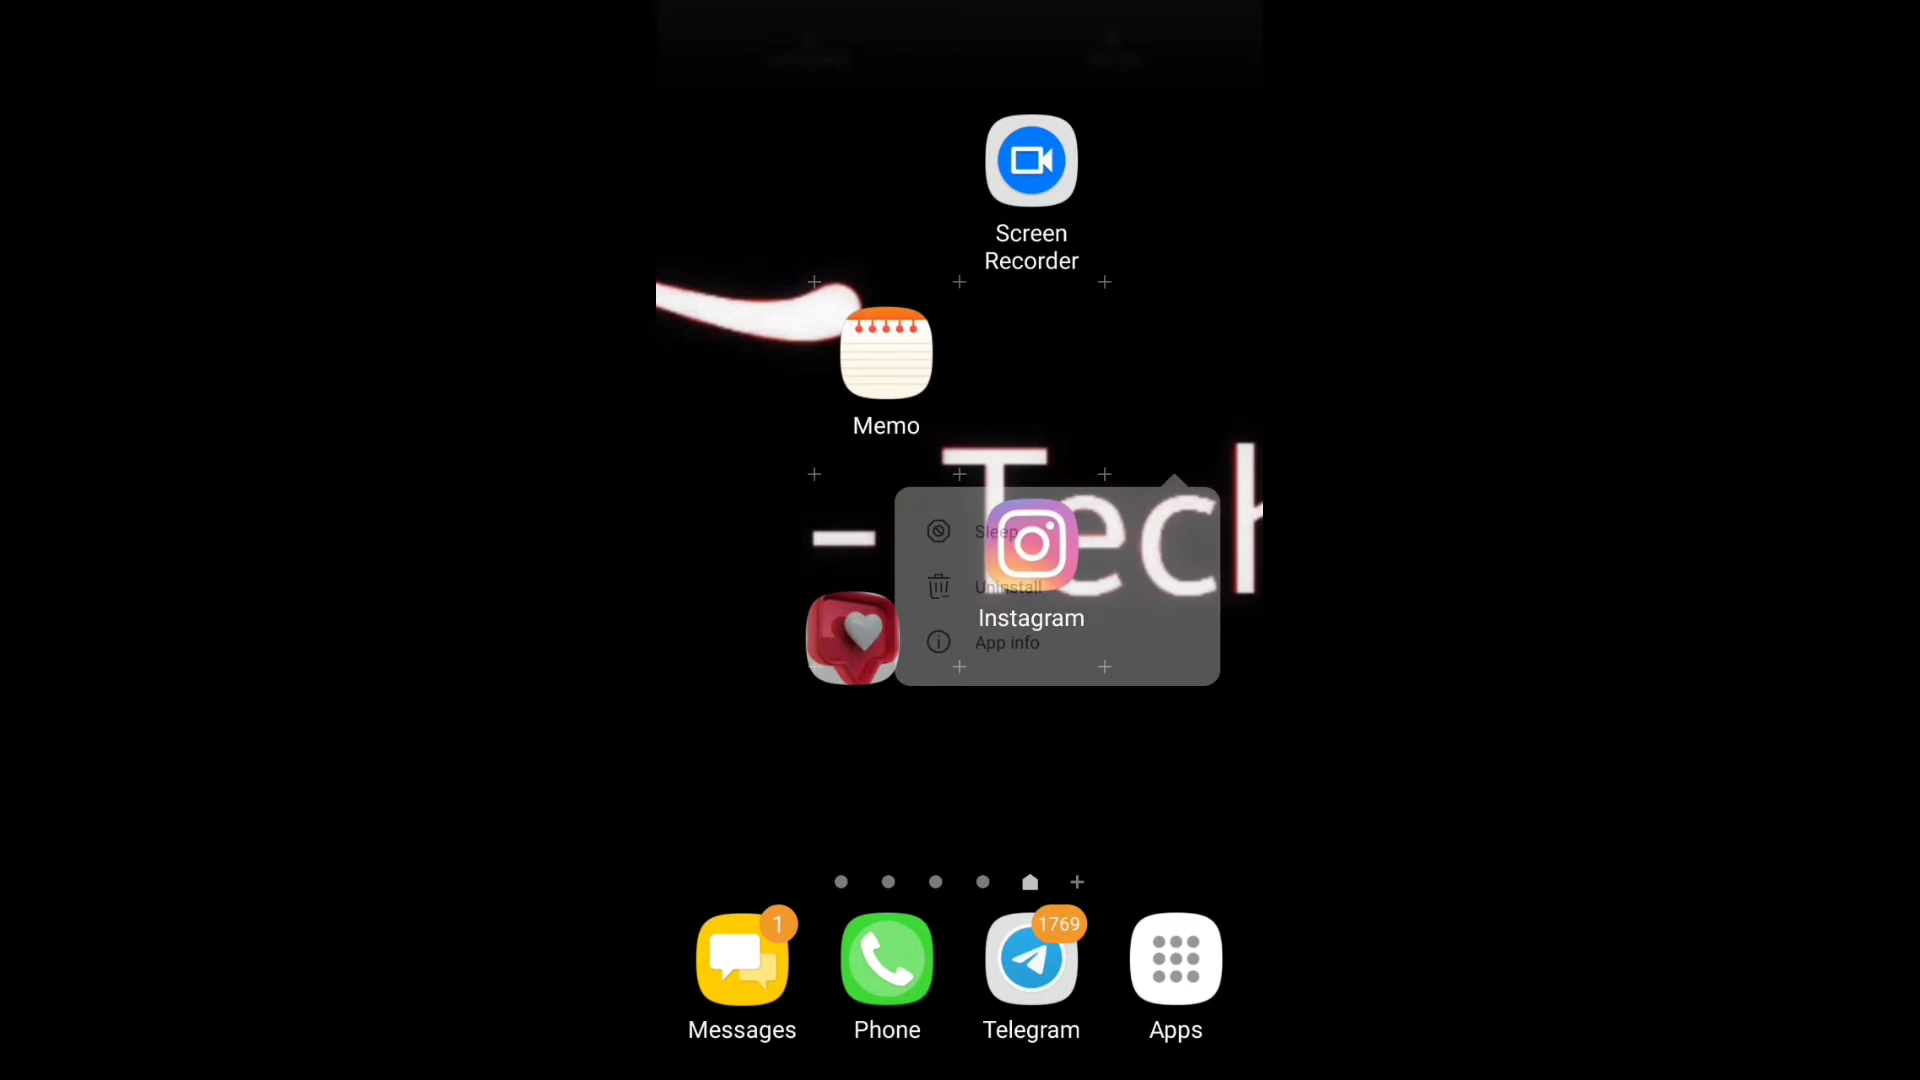 Screen
Recorder
Memo
Tech
Sleep
Uninstall
Instagram
App info
1
1769
Messages
Phone
Telegram
Apps